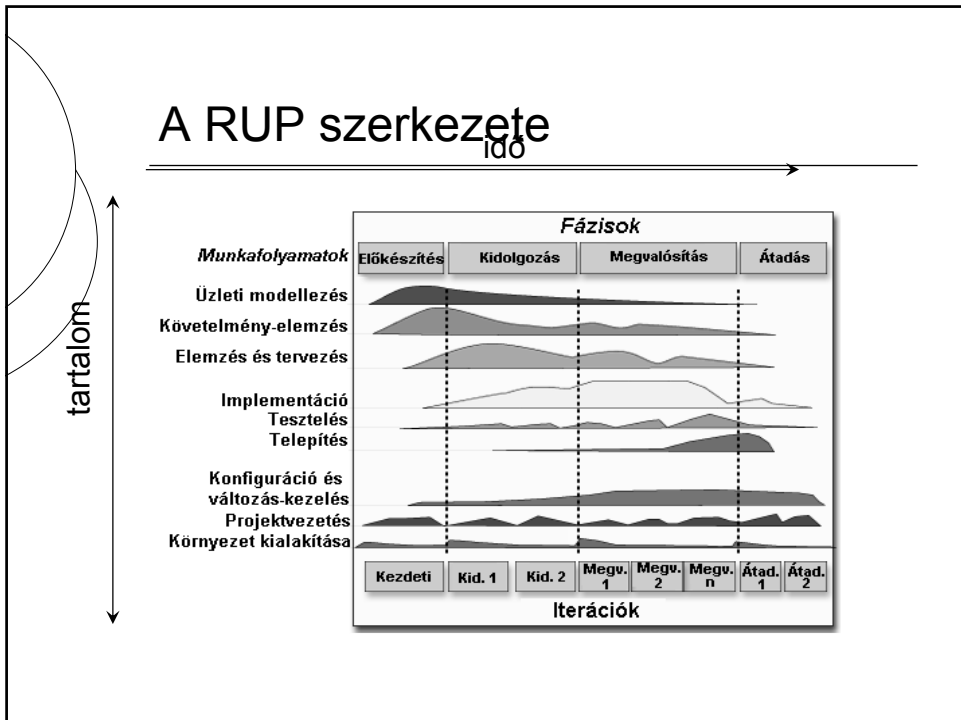 A RUP szerkezete
idő
tartalom
Fázisok
Munkafolyamatok
Előkészítés
Kidolgozás
Megvalósítás
Átadás
Üzleti modellezés
Követelmény-elemzés
Elemzés és tervezés
Implementáció
Tesztelés
Telepítés
Konfiguráció és
változás-kezelés
Projektvezetés
Környezet kialakítása
Kezdeti
Kid. 1
Kid. 2
Megv.
1
Megv.
2
Megv.
n
Átad.
1
Átad.
2
Iterációk